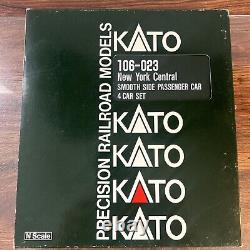 PRECISION RAILROAD MODELS
KATO
106-023
New York Central
SMOOTH SIDE PASSENGER CAR
4 CAR SET
KATO
KATO
KATO
KATO
N Scale